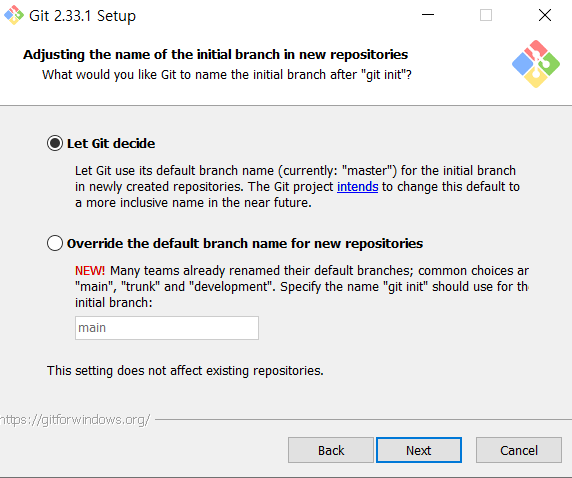 Git 2.33.1 Setup
Adjusting the name of the initial branch in new repositories
What would you like Git to name the initial branch after "git init"?
Let Git decide
Let Git use its default branch name (currently: "master") for the initial branch
in newly created repositories. The Git project intends to change this default to
a more inclusive name in the near future.
Override the default branch name for new repositories
NEW! Many teams already renamed their default branches; common choices ar
"main", "trunk" and "development". Specify the name "git init" should use for the
initial branch:
main
This setting does not affect existing repositories.
https://gitforwindows.org/
Back
Next
Cancel